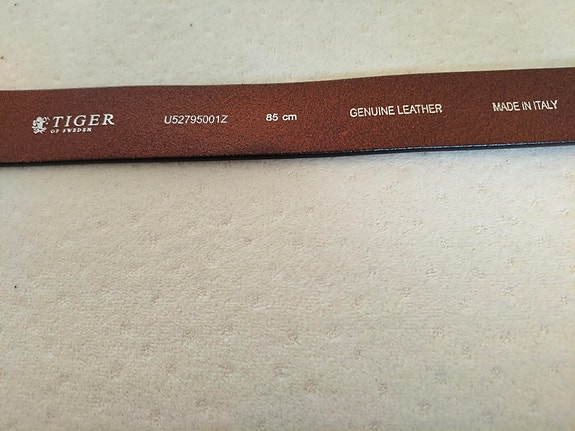 TIGER
OF SWEDEN
U52795001Z
85 cm
GENUINE LEATHER
MADE IN ITALY